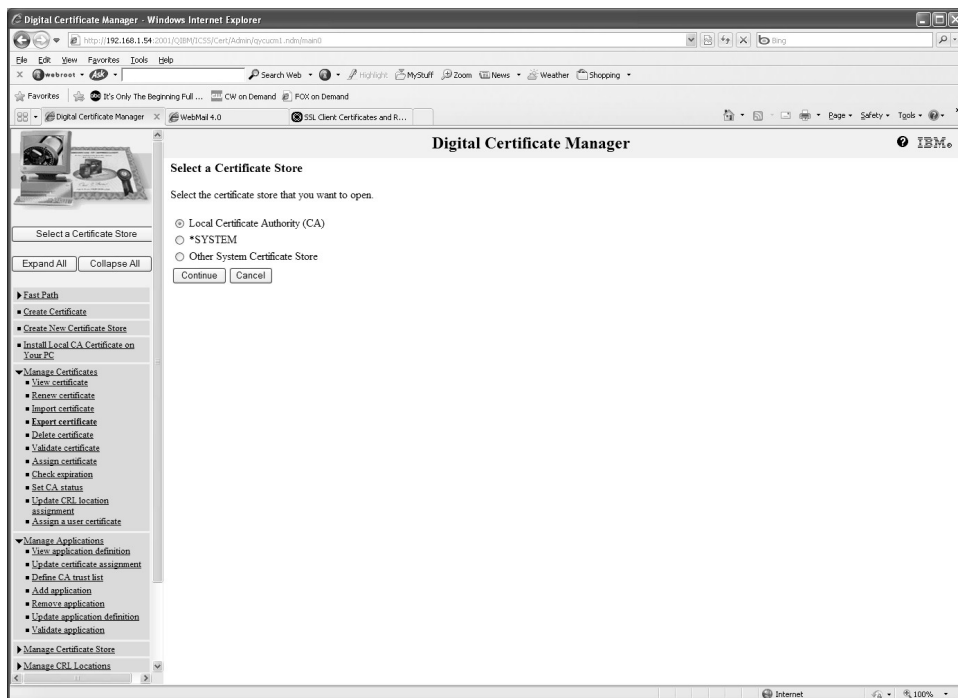 Digital Certificate Manager - Windows Internet Explorer
http://192.168.1.54:2001/QIBM/ICSS/Cert/Admin/qycucm1.ndm/main0
Bing
File Edit View Favorites Tools Help
webroot Ask Search Web Highlight MyStuff Zoom News Weather Shopping
Favorites It's Only The Beginning Full ... CW on Demand FOX on Demand
Digital Certificate Manager WebMail 4.0 SSL Client Certificates and R... Page Safety Tools
Digital Certificate Manager IBM
Select a Certificate Store
Select the certificate store that you want to open.
Local Certificate Authority (CA)
*SYSTEM
Other System Certificate Store
Continue Cancel
Select a Certificate Store
Expand All Collapse All
Fast Path
Create Certificate
Create New Certificate Store
Install Local CA Certificate on
Your PC
Manage Certificates
View certificate
Renew certificate
Import certificate
Export certificate
Delete certificate
Validate certificate
Assign certificate
Check expiration
Set CA status
Update CRL location
assignment
Assign a user certificate
Manage Applications
View application definition
Update certificate assignment
Define CA trust list
Add application
Remove application
Update application definition
Validate application
Manage Certificate Store
Manage CRL Locations
Internet 100%